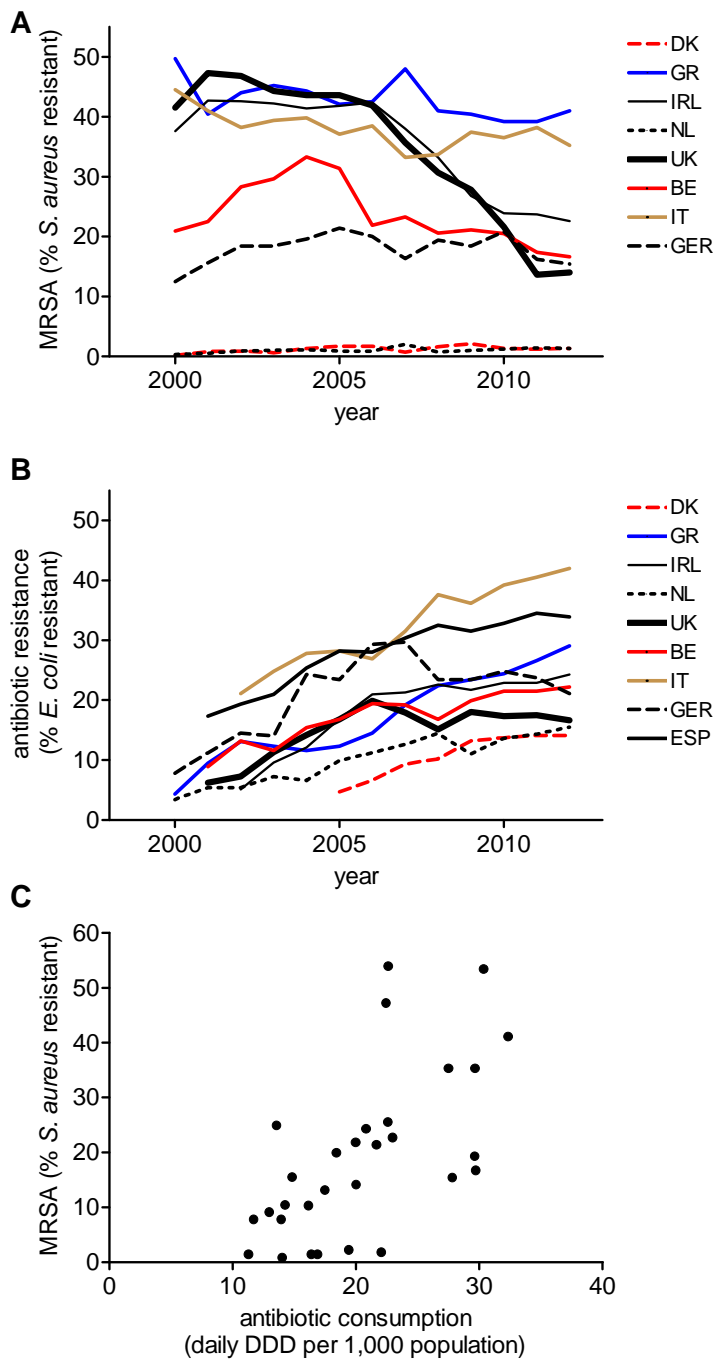 A
MRSA (% S. aureus resistant)
50
40
30
20
10
0
2000
2005
2010
year
DK
GR
IRL
NL
UK
BE
IT
GER
B
antibiotic resistance
(% E. coli resistant)
50
40
30
20
10
0
2000
2005
2010
year
DK
GR
IRL
NL
UK
BE
IT
GER
ESP
C
MRSA (% S. aureus resistant)
60
50
40
30
20
10
0
0
10
20
30
40
antibiotic consumption
(daily DDD per 1,000 population)